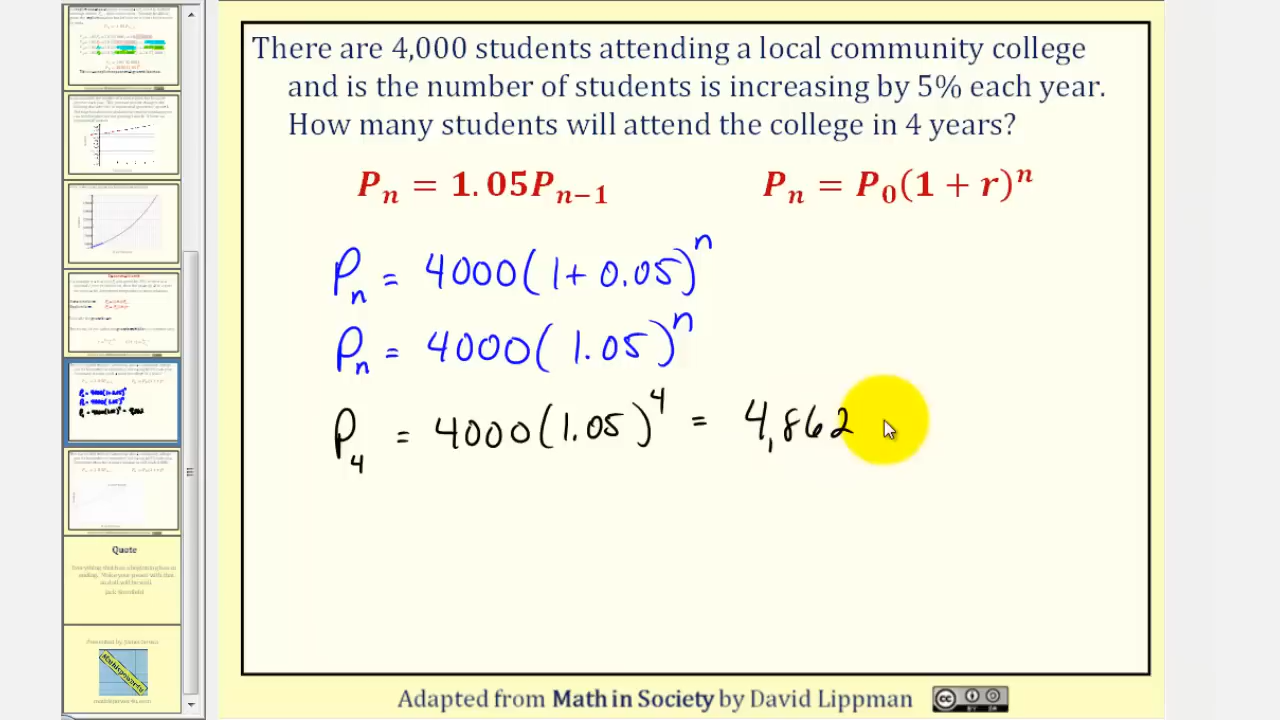 There are 4,000 students attending a local community college
and is the number of students is increasing by 5% each year.
How many students will attend the college in 4 years?
Pₙ = 1.05Pₙ₋₁ Pₙ = P₀(1 + r)ⁿ
Pₙ = 4000(1 + 0.05)ⁿ
Pₙ = 4000(1.05)ⁿ
P₄ = 4000(1.05)⁴ = 4,862
Adapted from Math in Society by David Lippman
Quote